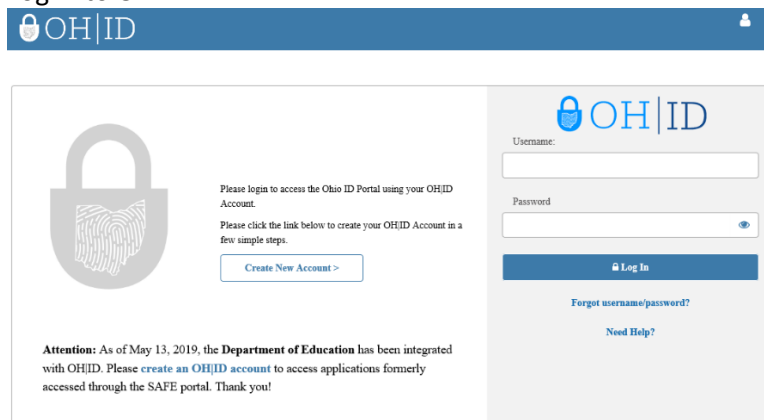 OH|ID
OH|ID
Username:
Please login to access the Ohio ID Portal using your OH|ID
Account.
Please click the link below to create your OH|ID Account in a
few simple steps.
Create New Account >
Password
Log In
Forgot username/password?
Need Help?
Attention: As of May 13, 2019, the Department of Education has been integrated
with OH|ID. Please create an OH|ID account to access applications formerly
accessed through the SAFE portal. Thank you!